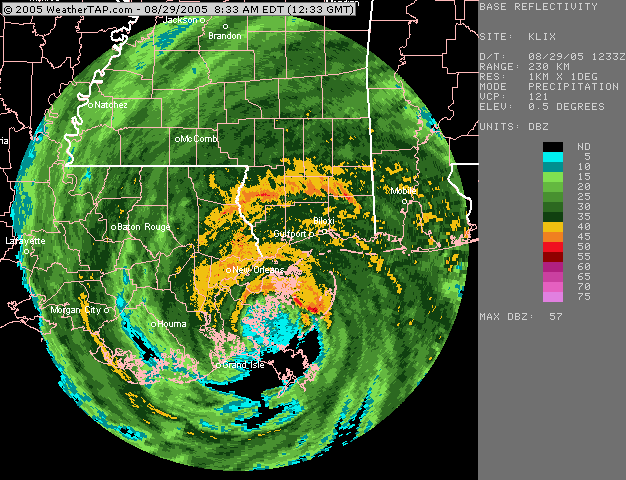 © 2005 WeatherTAP.com - 08/29/2005 8:33 AM EDT (12:33 GMT)
Jackson
Brandon
Natchez
McComb
Mobile
Baton Rouge
Biloxi
Gulfport
Lafayette
New Orleans
Morgan City
Houma
Grand Isle
BASE REFLECTIVITY
SITE: KLIX
D/T: 08/29/05 1233Z
RANGE: 230 KM
RES: 1KM X 1DEG
MODE PRECIPITATION
VCP: 121
ELEV: 0.5 DEGREES
UNITS: DBZ
ND
5
10
15
20
25
30
35
40
45
50
55
60
65
70
75
MAX DBZ: 57